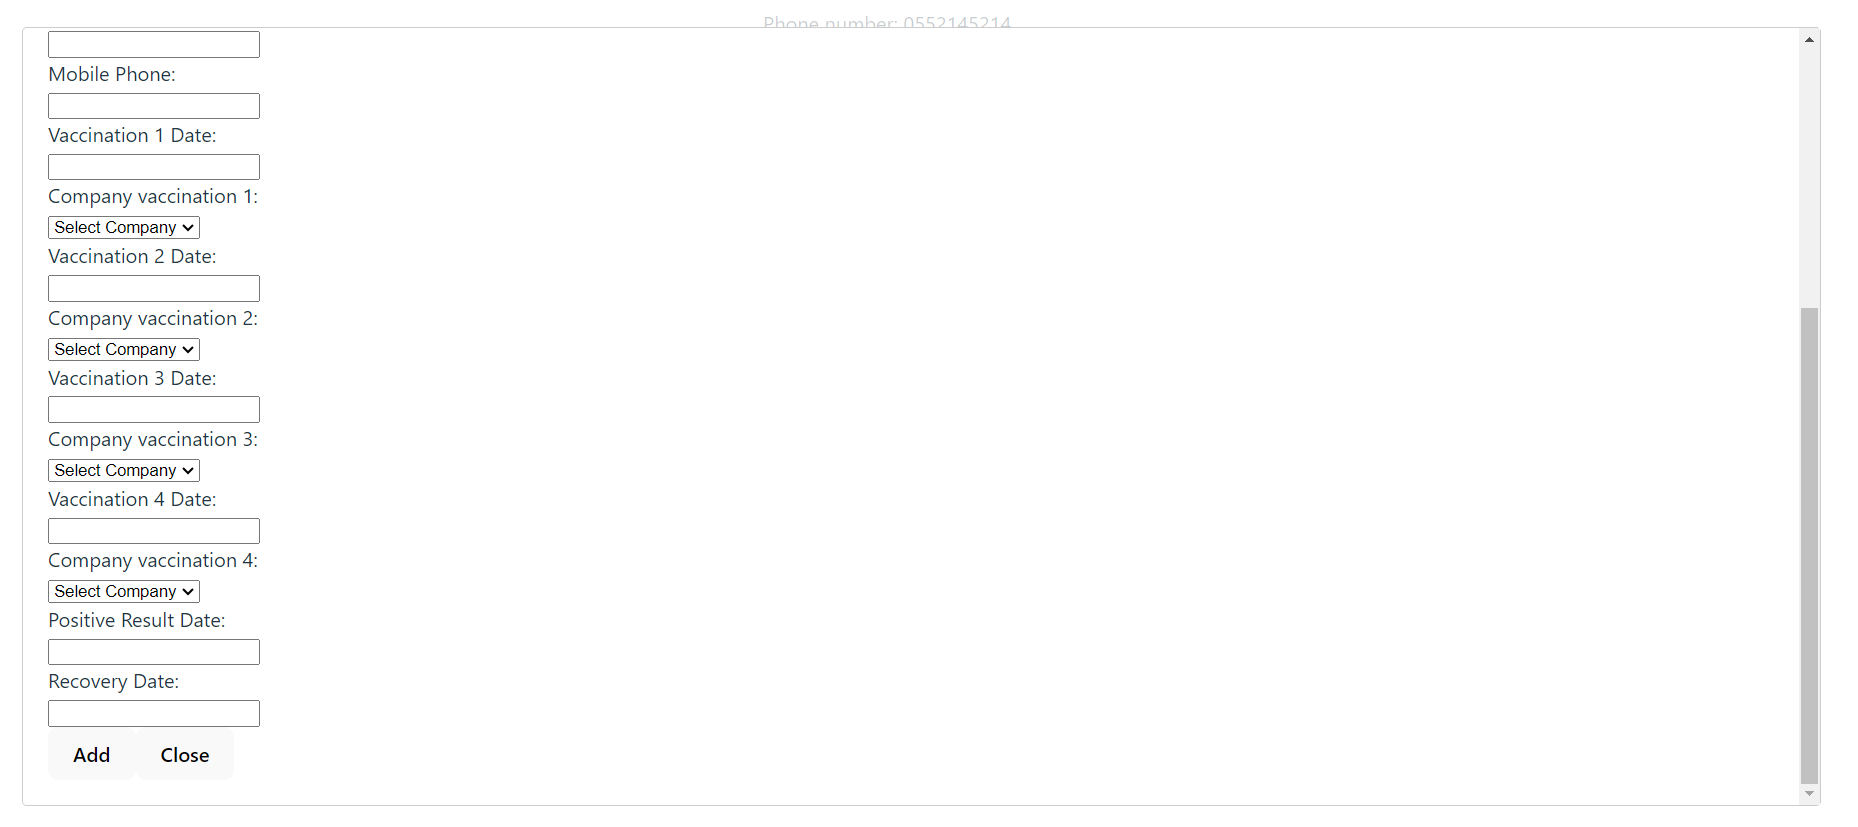 Phone number: 0552145214
Mobile Phone:
Vaccination 1 Date:
Company vaccination 1:
Select Company
Vaccination 2 Date:
Company vaccination 2:
Select Company
Vaccination 3 Date:
Company vaccination 3:
Select Company
Vaccination 4 Date:
Company vaccination 4:
Select Company
Positive Result Date:
Recovery Date:
Add Close